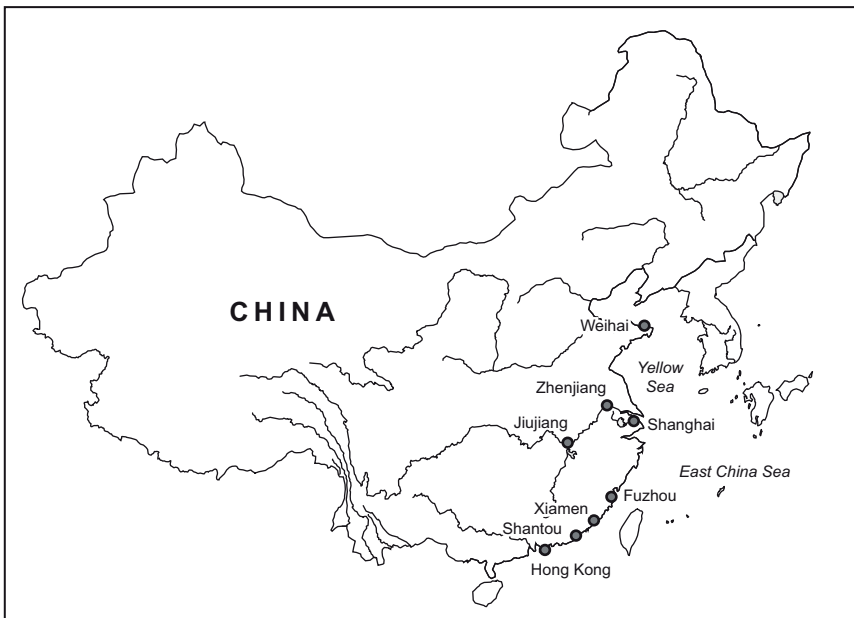 CHINA
Weihai
Yellow
Sea
Zhenjiang
Jiujiang
Shanghai
East China Sea
Fuzhou
Xiamen
Shantou
Hong Kong